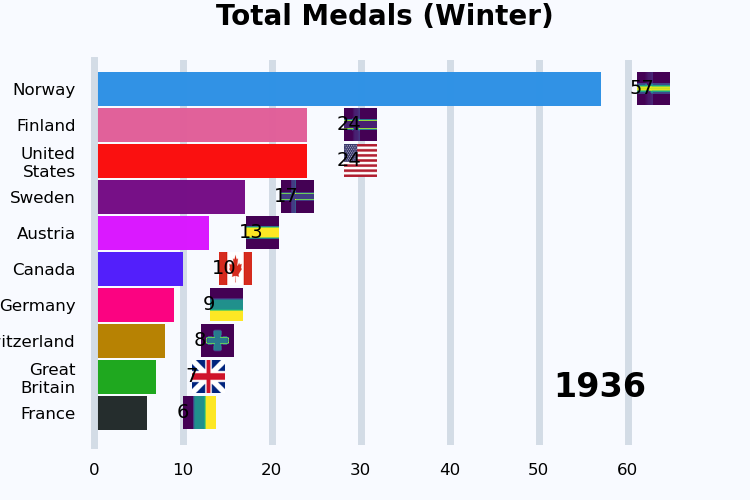 Total Medals (Winter)
Norway 57
Finland 24
United
States 24
Sweden 17
Austria 13
Canada 10
Germany 9
itzerland 8
Great
Britain 7
France 6
1936
0 10 20 30 40 50 60